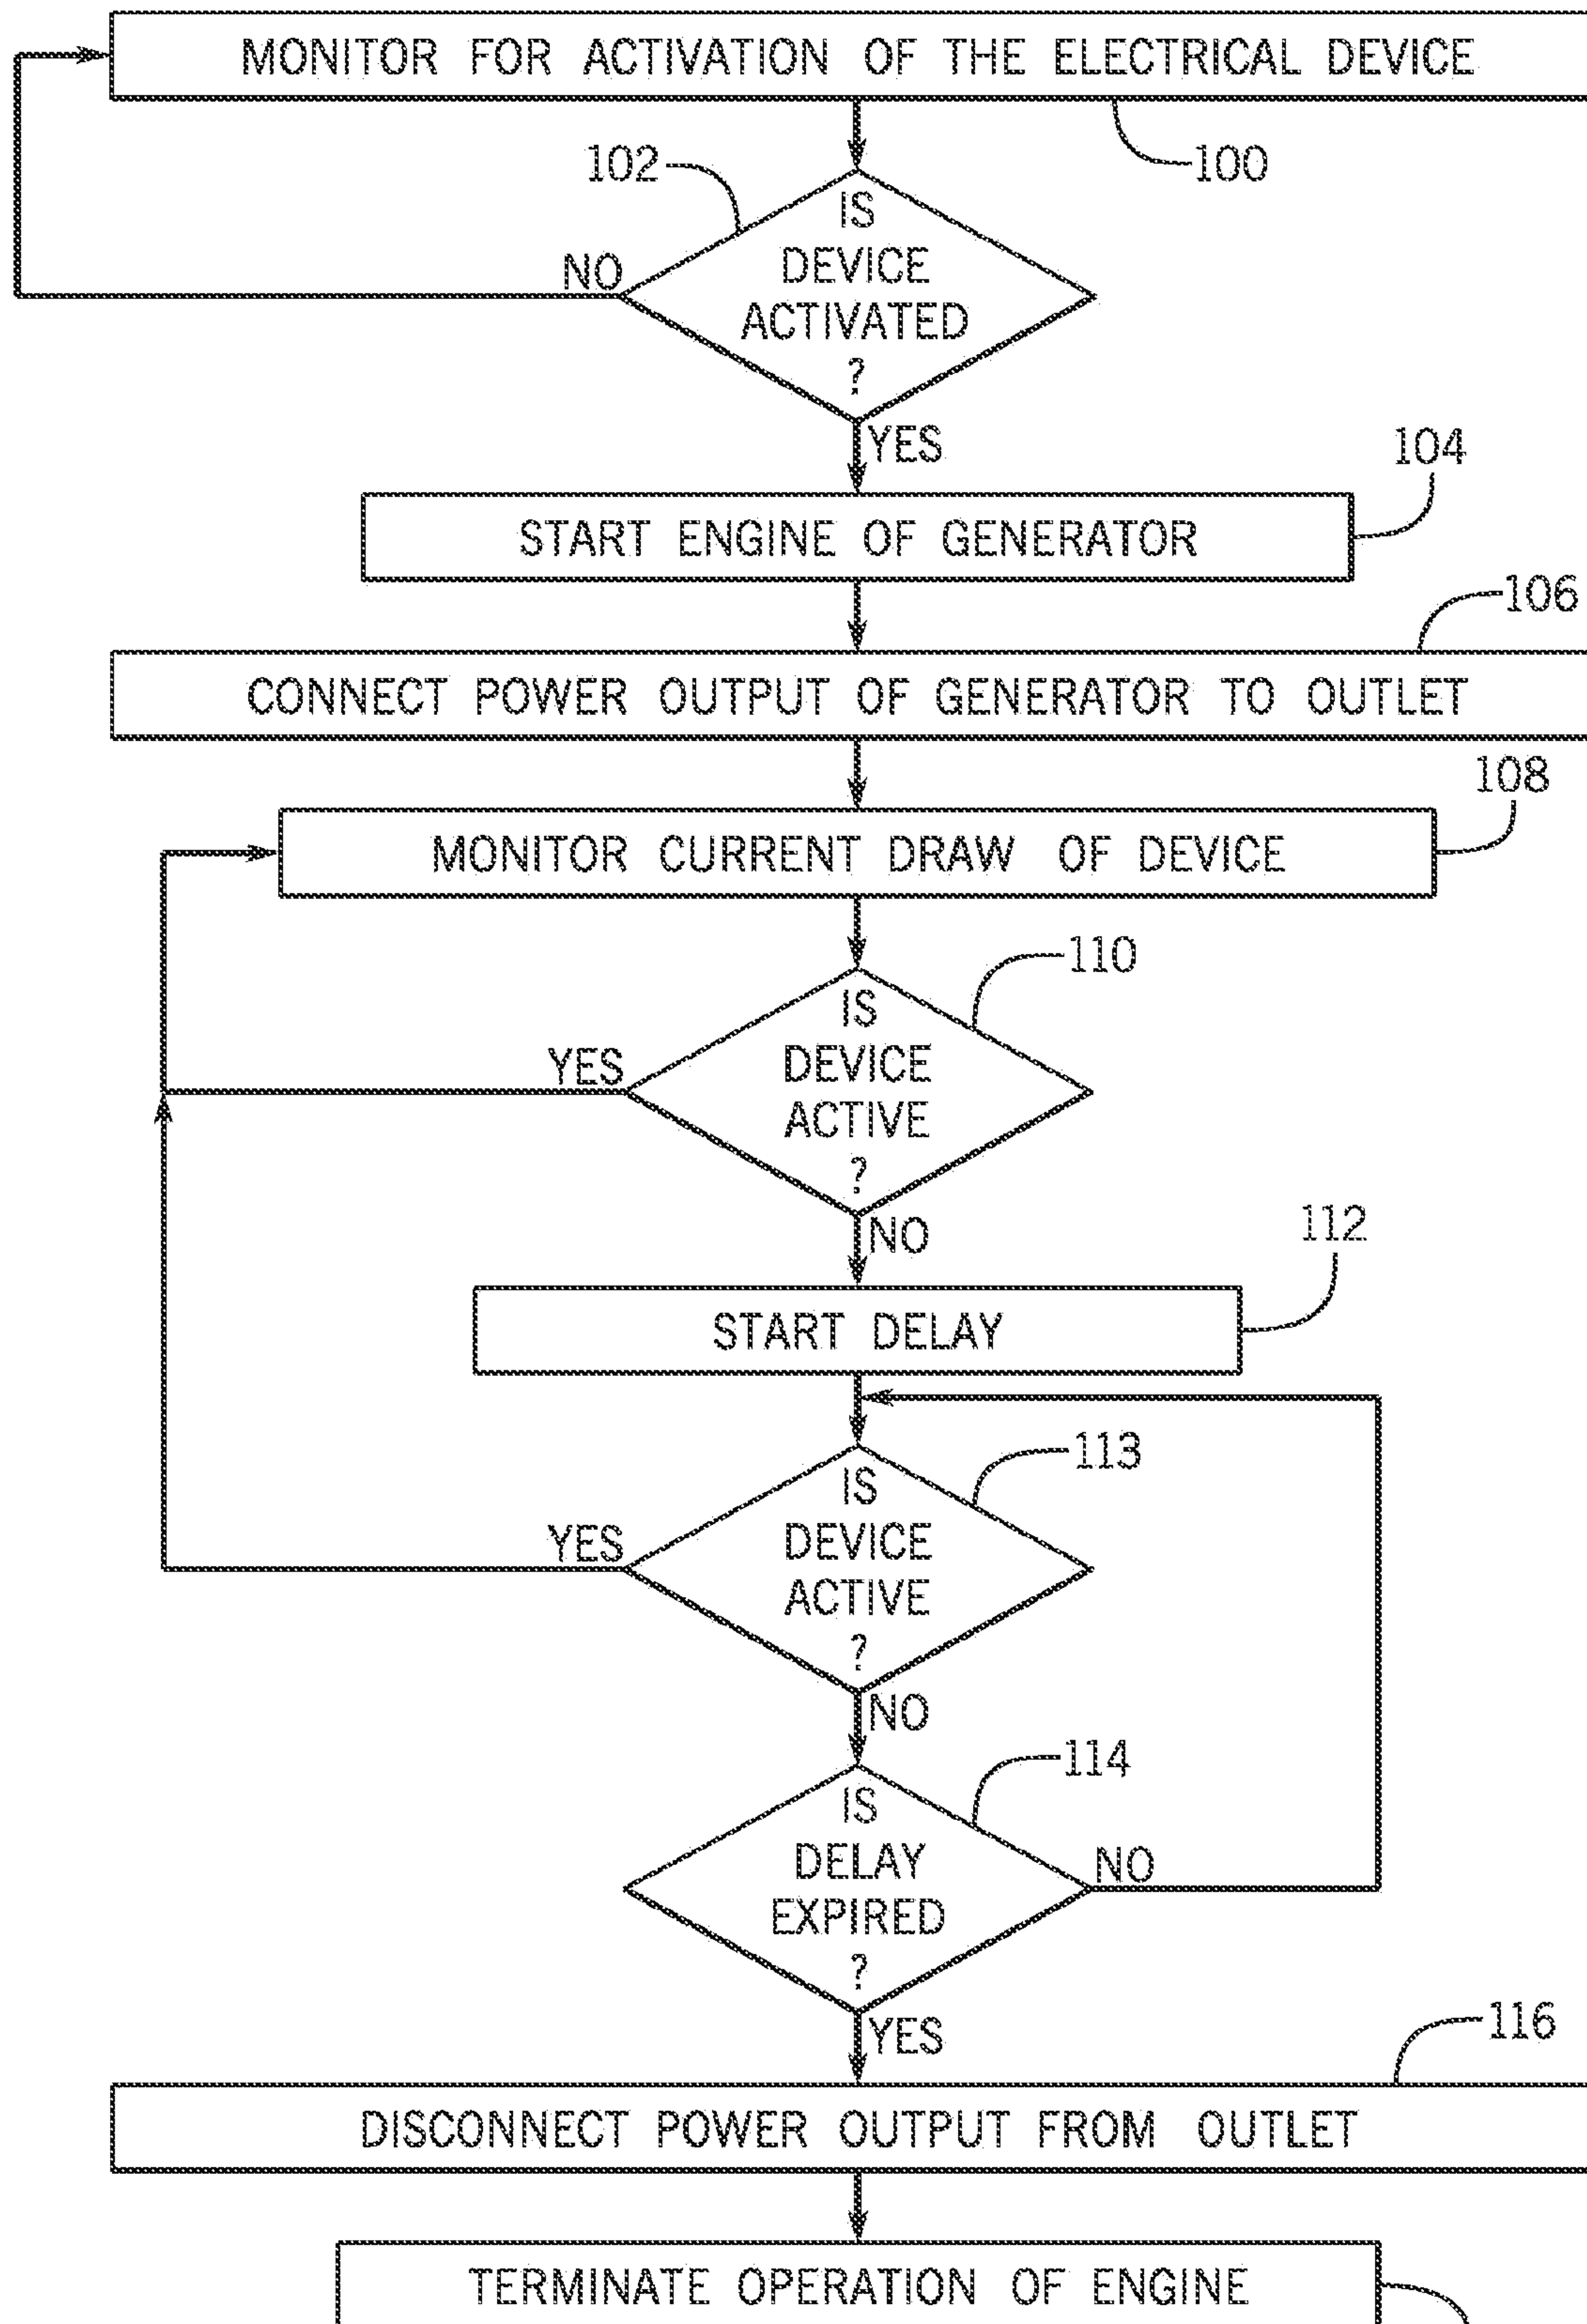 MONITOR FOR ACTIVATION OF THE ELECTRICAL DEVICE
100
102
IS
DEVICE
ACTIVATED
?
NO
YES
104
START ENGINE OF GENERATOR
106
CONNECT POWER OUTPUT OF GENERATOR TO OUTLET
108
MONITOR CURRENT DRAW OF DEVICE
110
IS
DEVICE
ACTIVE
?
YES
NO
112
START DELAY
113
IS
DEVICE
ACTIVE
?
YES
NO
114
IS
DELAY
EXPIRED
?
NO
YES
116
DISCONNECT POWER OUTPUT FROM OUTLET
TERMINATE OPERATION OF ENGINE